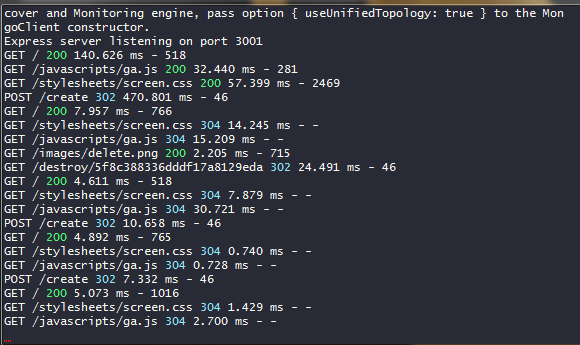 cover and Monitoring engine, pass option { useUnifiedTopology: true } to the Mon
goClient constructor.
Express server listening on port 3001
GET / 200 140.626 ms - 518
GET /javascripts/ga.js 200 32.440 ms - 281
GET /stylesheets/screen.css 200 57.399 ms - 2469
POST /create 302 470.801 ms - 46
GET / 200 7.957 ms - 766
GET /stylesheets/screen.css 304 14.245 ms - -
GET /javascripts/ga.js 304 15.209 ms - -
GET /images/delete.png 200 2.205 ms - 715
GET /destroy/5f8c388336dddf17a8129eda 302 24.491 ms - 46
GET / 200 4.611 ms - 518
GET /stylesheets/screen.css 304 7.879 ms - -
GET /javascripts/ga.js 304 30.721 ms - -
POST /create 302 10.658 ms - 46
GET / 200 4.892 ms - 765
GET /stylesheets/screen.css 304 0.740 ms - -
GET /javascripts/ga.js 304 0.728 ms - -
POST /create 302 7.332 ms - 46
GET / 200 5.073 ms - 1016
GET /stylesheets/screen.css 304 1.429 ms - -
GET /javascripts/ga.js 304 2.700 ms - -